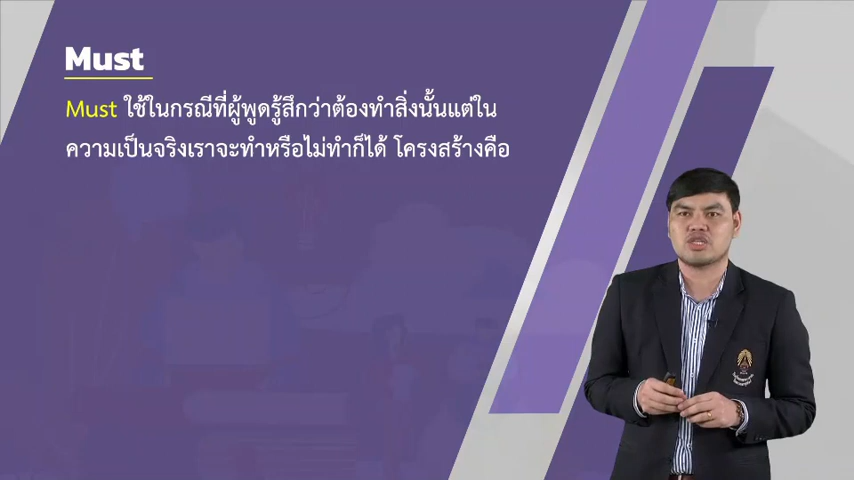 Must
Must ใช้ในกรณีที่ผู้พูดรู้สึกว่าต้องทำสิ่งนั้นแต่ใน
ความเป็นจริงเราจะทำหรือไม่ทำก็ได้ โครงสร้างคือ